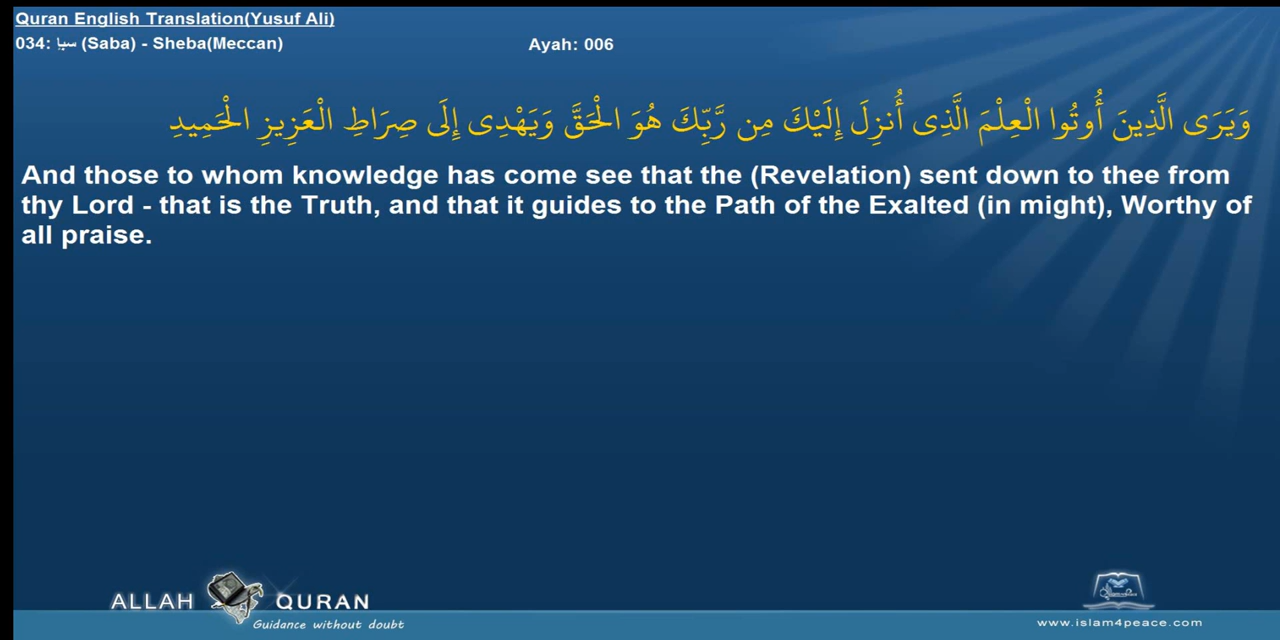 Quran English Translation(Yusuf Ali)
034: سبإ (Saba) - Sheba(Meccan)
Ayah: 006
وَيَرَى الَّذِينَ أُوتُوا الْعِلْمَ الَّذِى أُنزِلَ إِلَيْكَ مِن رَّبِّكَ هُوَ الْحَقَّ وَيَهْدِى إِلَى صِرَاطِ الْعَزِيزِ الْحَمِيدِ
And those to whom knowledge has come see that the (Revelation) sent down to thee from
thy Lord - that is the Truth, and that it guides to the Path of the Exalted (in might), Worthy of
all praise.
ALLAH QURAN
Guidance without doubt
www.islam4peace.com